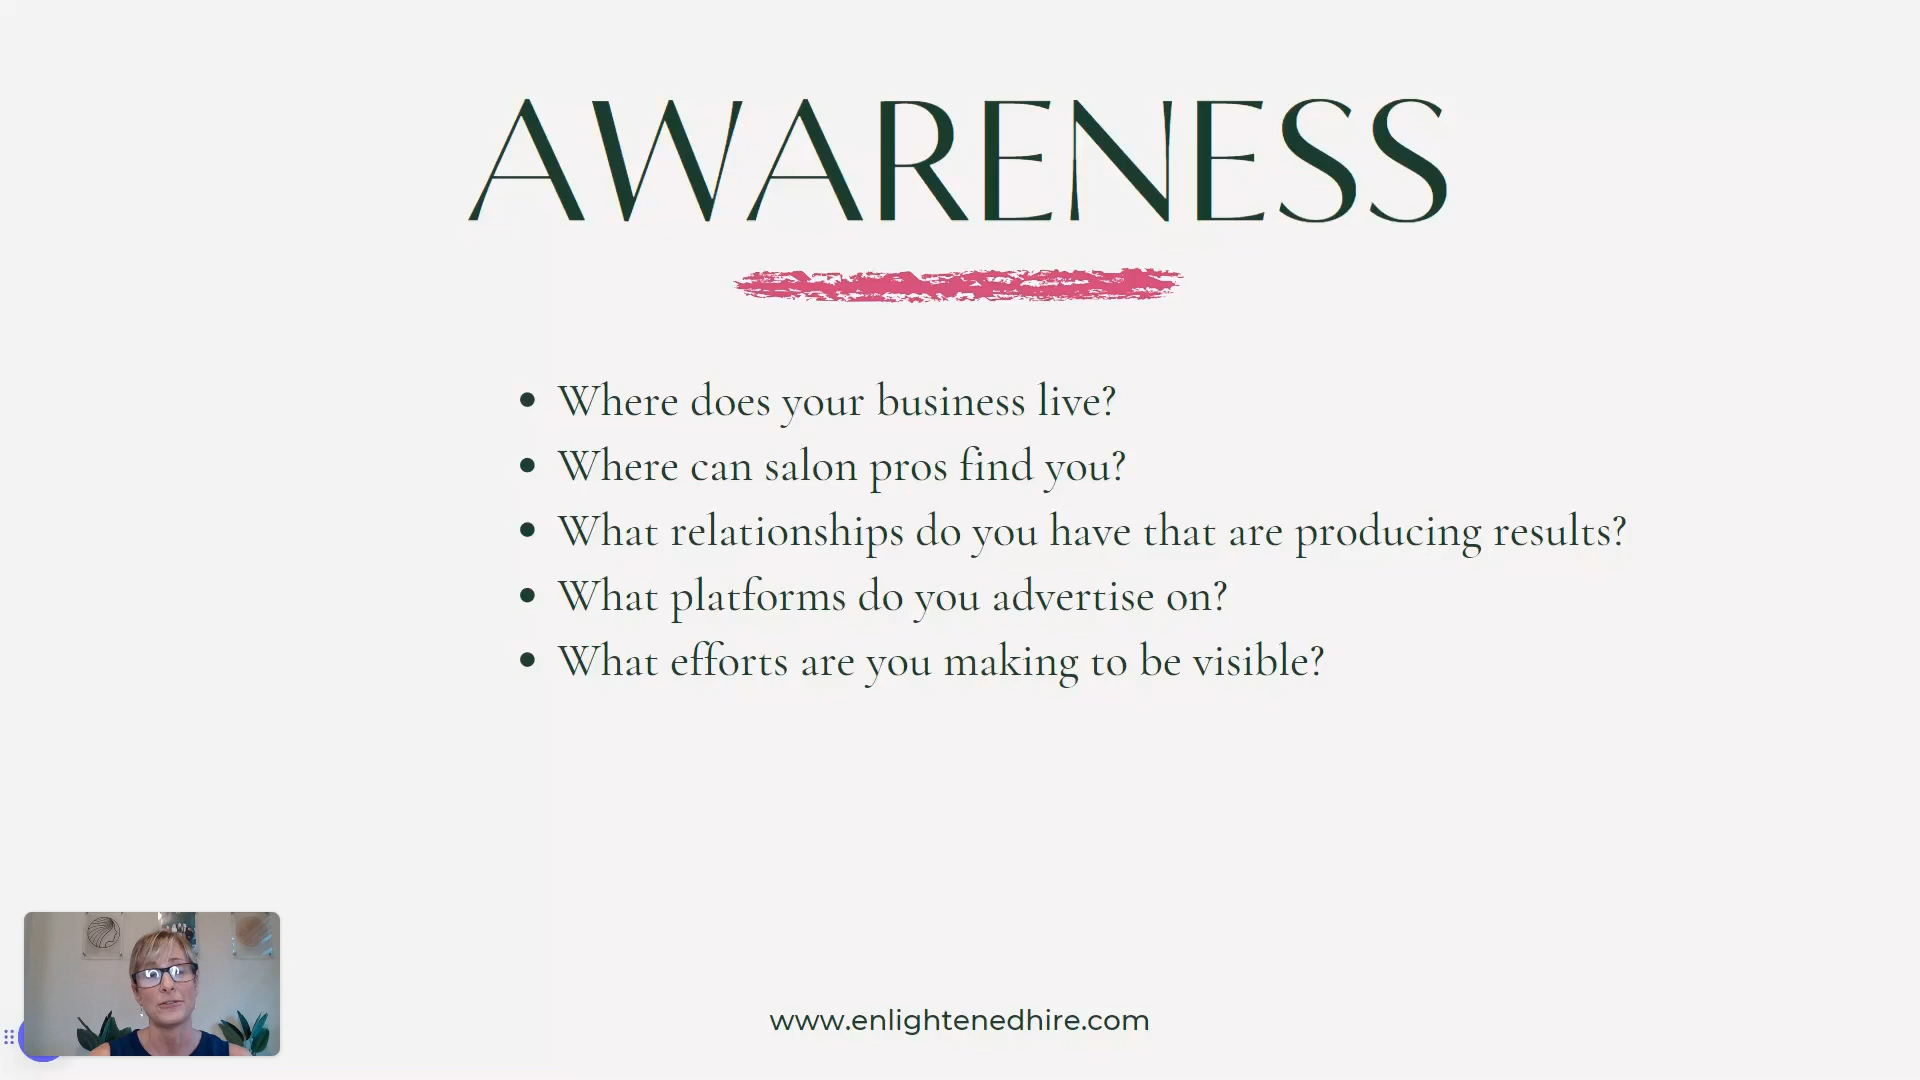 AWARENESS
• Where does your business live?
• Where can salon pros find you?
• What relationships do you have that are producing results?
• What platforms do you advertise on?
• What efforts are you making to be visible?
www.enlightenedhire.com